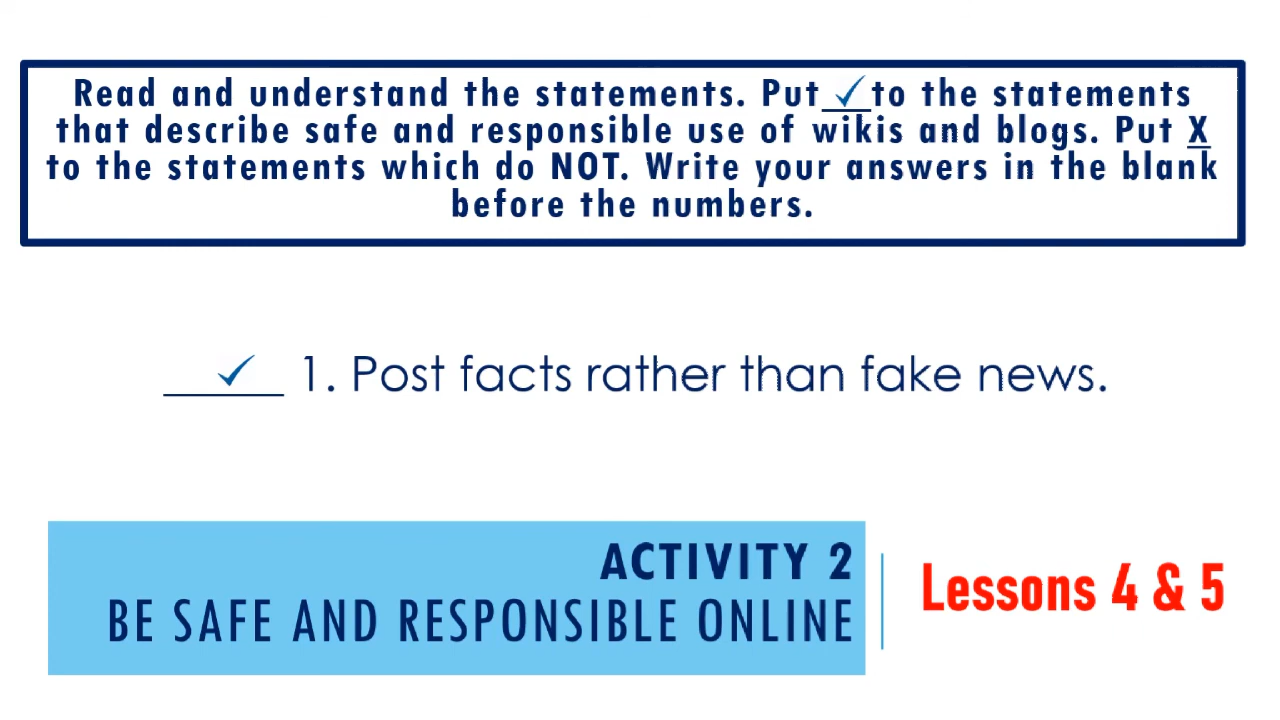 Read and understand the statements. Put ✓ to the statements
that describe safe and responsible use of wikis and blogs. Put X
to the statements which do NOT. Write your answers in the blank
before the numbers.
✓ 1. Post facts rather than fake news.
ACTIVITY 2
BE SAFE AND RESPONSIBLE ONLINE
Lessons 4 & 5